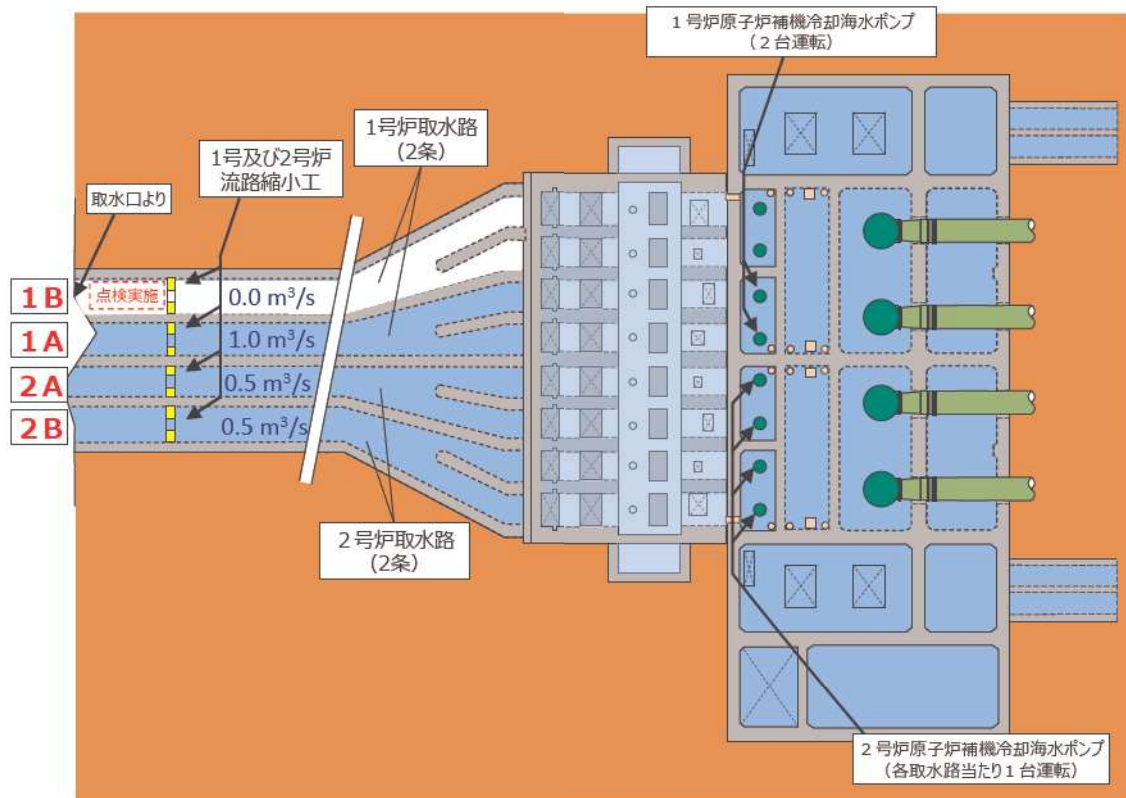 1号炉原子炉補機冷却海水ポンプ
(2台運転)
1号炉取水路
(2条)
1号及び2号炉
流路縮小工
取水口より
1B
点検実施
0.0 m³/s
1A
1.0 m³/s
2A
0.5 m³/s
2B
0.5 m³/s
2号炉取水路
(2条)
2号炉原子炉補機冷却海水ポンプ
(各取水路当たり1台運転)